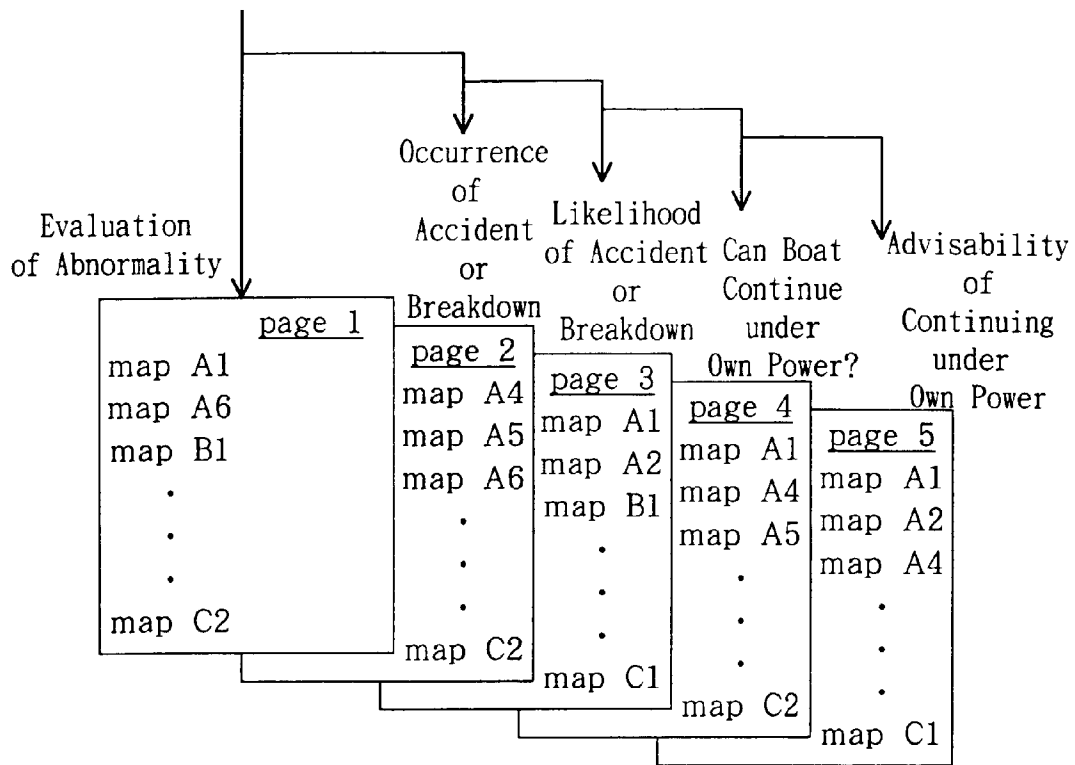 Evaluation
of Abnormality
Occurrence
of
Accident
or
Breakdown
Likelihood
of Accident
or
Breakdown
Can Boat
Continue
under
Own Power?
Advisability
of
Continuing
under
Own Power
page 1
map A1
map A6
map B1
.
.
.
map C2
page 2
map A4
map A5
map A6
.
.
.
map C2
page 3
map A1
map A2
map B1
.
.
.
map C1
page 4
map A1
map A4
map A5
.
.
.
map C2
page 5
map A1
map A2
map A4
.
.
.
map C1